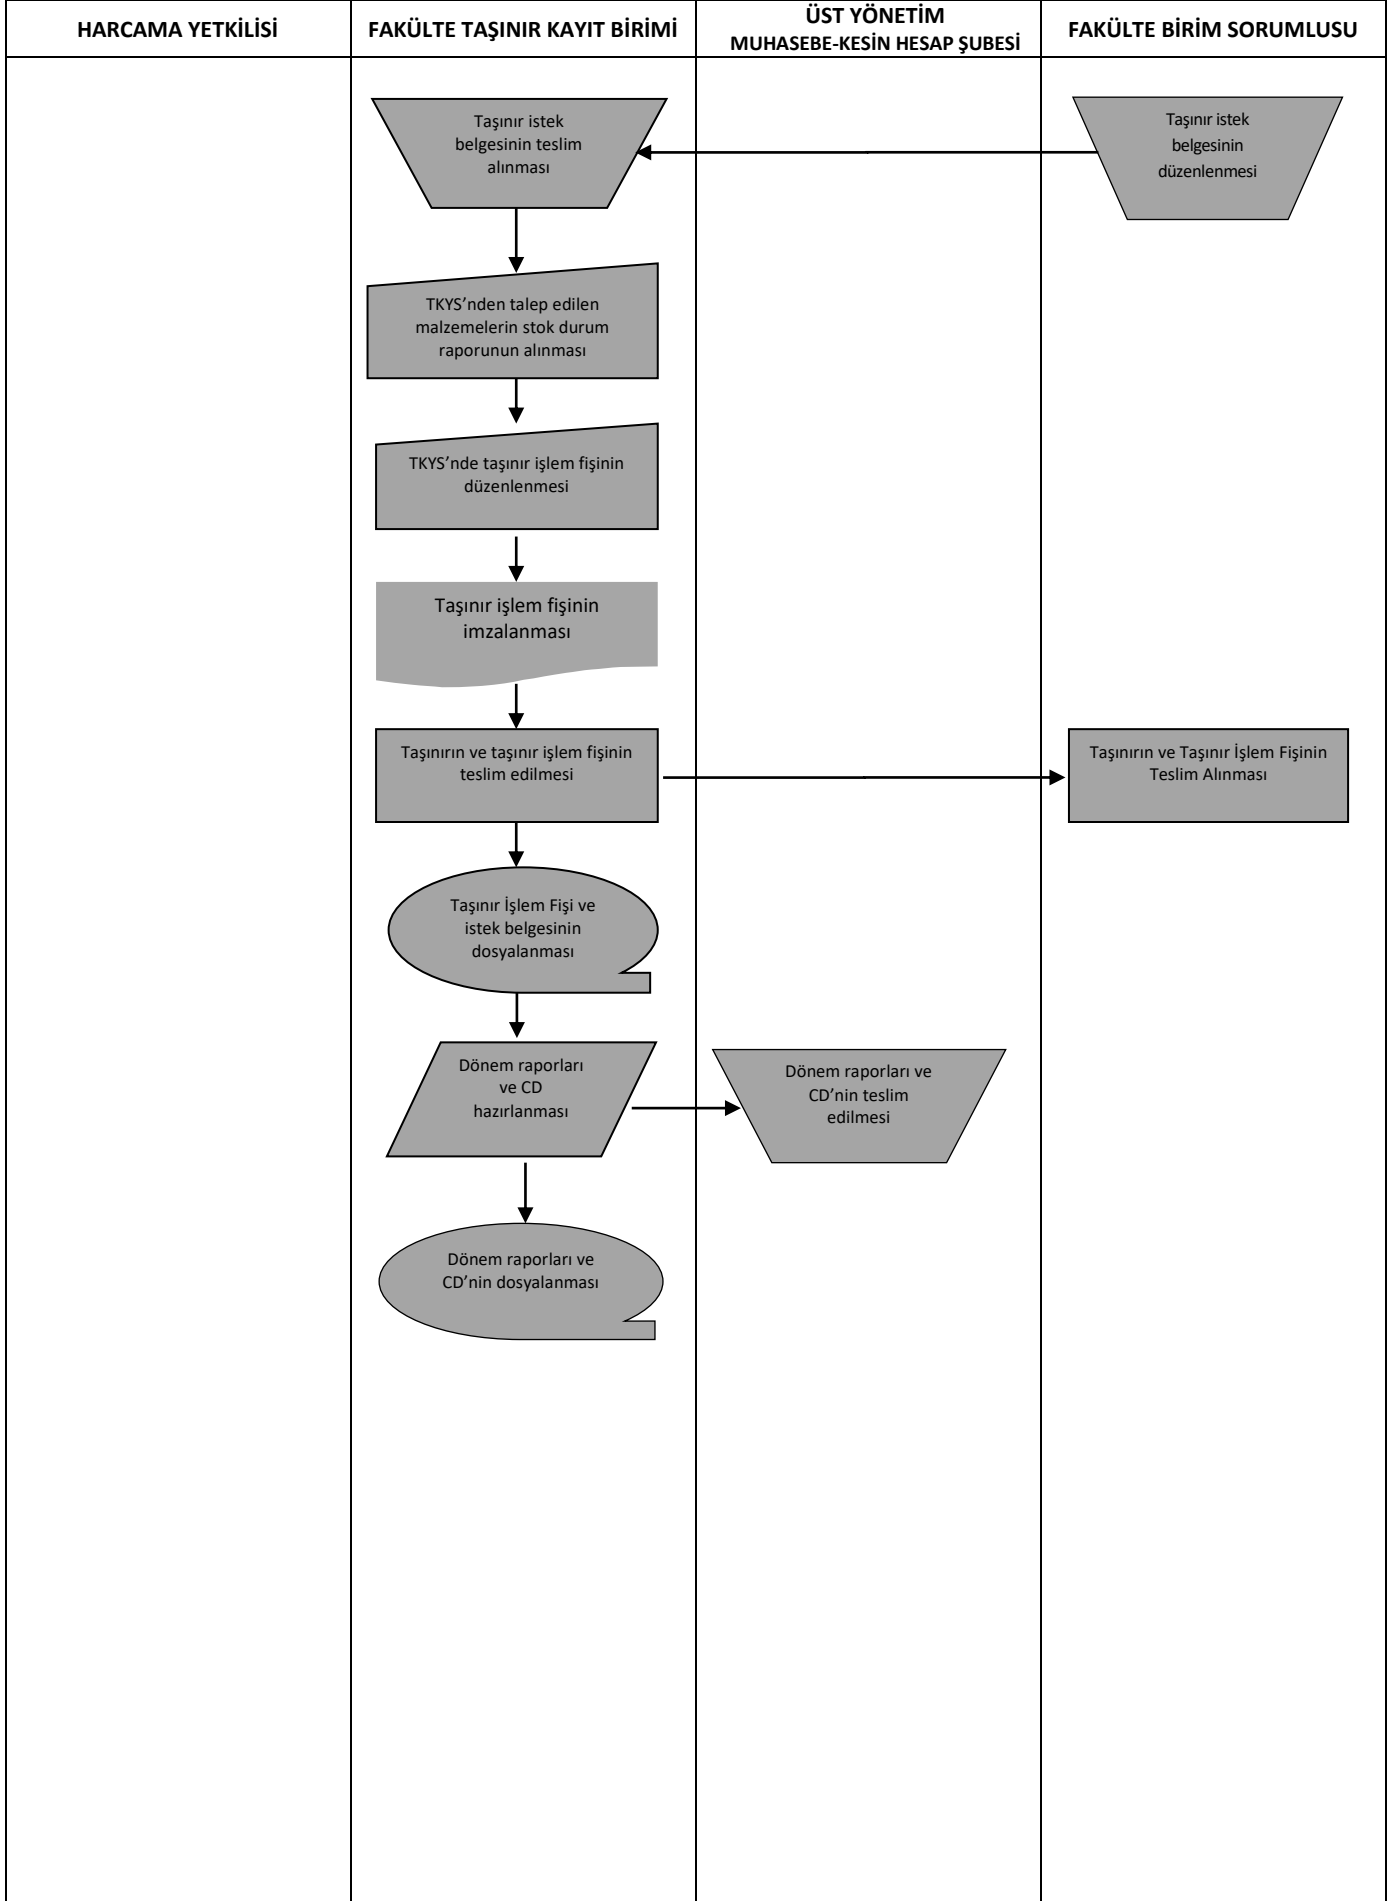 HARCAMA YETKİLİSİ
FAKÜLTE TAŞINIR KAYIT BİRİMİ
ÜST YÖNETİM
MUHASEBE-KESİN HESAP ŞUBESİ
FAKÜLTE BİRİM SORUMLUSU
Taşınır istek
belgesinin teslim
alınması
Taşınır istek
belgesinin
düzenlenmesi
TKYS’nden talep edilen
malzemelerin stok durum
raporunun alınması
TKYS’nde taşınır işlem fişinin
düzenlenmesi
Taşınır işlem fişinin
imzalanması
Taşınırın ve taşınır işlem fişinin
teslim edilmesi
Taşınırın ve Taşınır İşlem Fişinin
Teslim Alınması
Taşınır İşlem Fişi ve
istek belgesinin
dosyalanması
Dönem raporları
ve CD
hazırlanması
Dönem raporları ve
CD’nin teslim
edilmesi
Dönem raporları ve
CD’nin dosyalanması